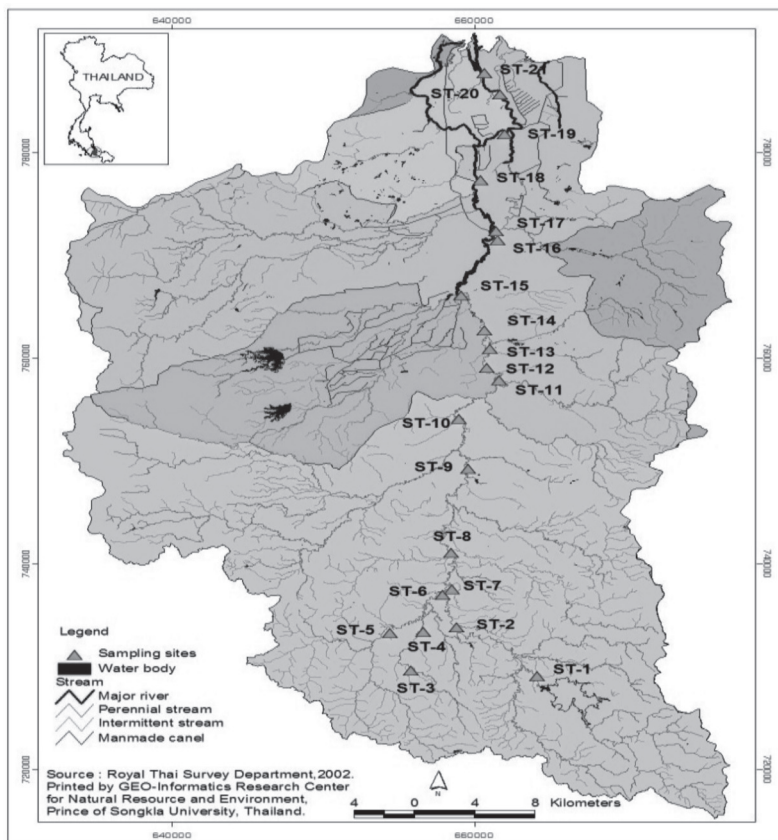 640000 660000
THAILAND
ST-21
ST-20
ST-19
780000 780000
ST-18
ST-17
ST-16
ST-15
ST-14
760000 ST-13 760000
ST-12
ST-11
ST-10
ST-9
740000 ST-8 740000
ST-6 ST-7
ST-5 ST-2
ST-4
ST-3 ST-1
Legend
Sampling sites
Water body
Stream
Major river
Perennial stream
Intermittent stream
Manmade canel
720000 720000
Source : Royal Thai Survey Department,2002.
Printed by GEO-Informatics Research Center
for Natural Resource and Environment,
Prince of Songkla University, Thailand.
N
4 0 4 8 Kilometers
640000 660000